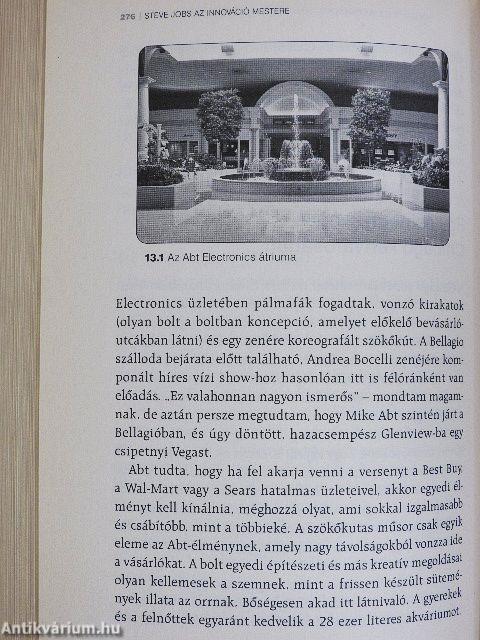 276 | STEVE JOBS AZ INNOVÁCIÓ MESTERE
13.1 Az Abt Electronics átriuma
Electronics üzletében pálmafák fogadtak, vonzó kirakatok
(olyan bolt a boltban koncepció, amelyet előkelő bevásárló-
utcákban látni) és egy zenére koreografált szökőkút. A Bellagio
szálloda bejárata előtt található, Andrea Bocelli zenéjére kom-
ponált híres vízi show-hoz hasonlóan itt is félóránként van
előadás. „Ez valahonnan nagyon ismerős” – mondtam magam-
nak, de aztán persze megtudtam, hogy Mike Abt szintén járt a
Bellagióban, és úgy döntött, hazacsempész Glenview-ba egy
csipetnyi Vegast.
Abt tudta, hogy ha fel akarja venni a versenyt a Best Buy,
a Wal-Mart vagy a Sears hatalmas üzleteivel, akkor egyedi él-
ményt kell kínálnia, méghozzá olyat, ami sokkal izgalmasabb
és csábítóbb, mint a többieké. A szökőkutas műsor csak egyik
eleme az Abt-élménynek, amely nagy távolságokból vonzza ide
a vásárlókat. A bolt egyedi építészeti és más kreatív megoldásai
olyan kellemesek a szemnek, mint a frissen készült sütemé-
nyek illata az orrnak. Bőségesen akad itt látnivaló. A gyerekek
és a felnőttek egyaránt kedvelik a 28 ezer literes akváriumot.
Antikvárium.hu